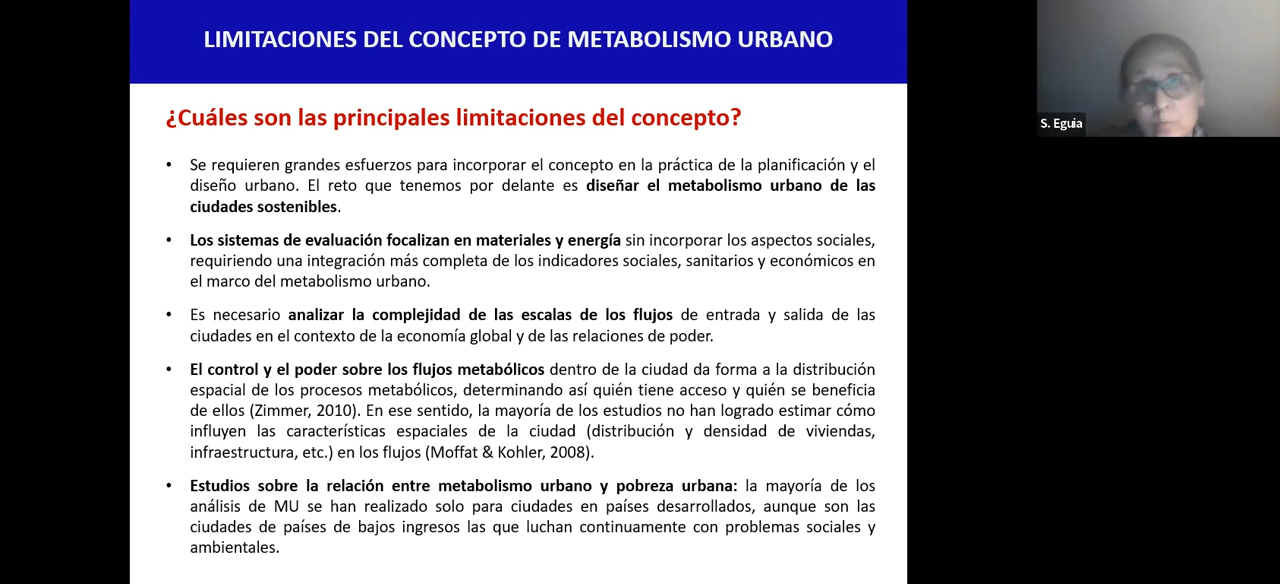 LIMITACIONES DEL CONCEPTO DE METABOLISMO URBANO
¿Cuáles son las principales limitaciones del concepto?
• Se requieren grandes esfuerzos para incorporar el concepto en la práctica de la planificación y el
diseño urbano. El reto que tenemos por delante es diseñar el metabolismo urbano de las
ciudades sostenibles.
• Los sistemas de evaluación focalizan en materiales y energía sin incorporar los aspectos sociales,
requiriendo una integración más completa de los indicadores sociales, sanitarios y económicos en
el marco del metabolismo urbano.
• Es necesario analizar la complejidad de las escalas de los flujos de entrada y salida de las
ciudades en el contexto de la economía global y de las relaciones de poder.
• El control y el poder sobre los flujos metabólicos dentro de la ciudad da forma a la distribución
espacial de los procesos metabólicos, determinando así quién tiene acceso y quién se beneficia
de ellos (Zimmer, 2010). En ese sentido, la mayoría de los estudios no han logrado estimar cómo
influyen las características espaciales de la ciudad (distribución y densidad de viviendas,
infraestructura, etc.) en los flujos (Moffat & Kohler, 2008).
• Estudios sobre la relación entre metabolismo urbano y pobreza urbana: la mayoría de los
análisis de MU se han realizado solo para ciudades en países desarrollados, aunque son las
ciudades de países de bajos ingresos las que luchan continuamente con problemas sociales y
ambientales.
S. Eguia